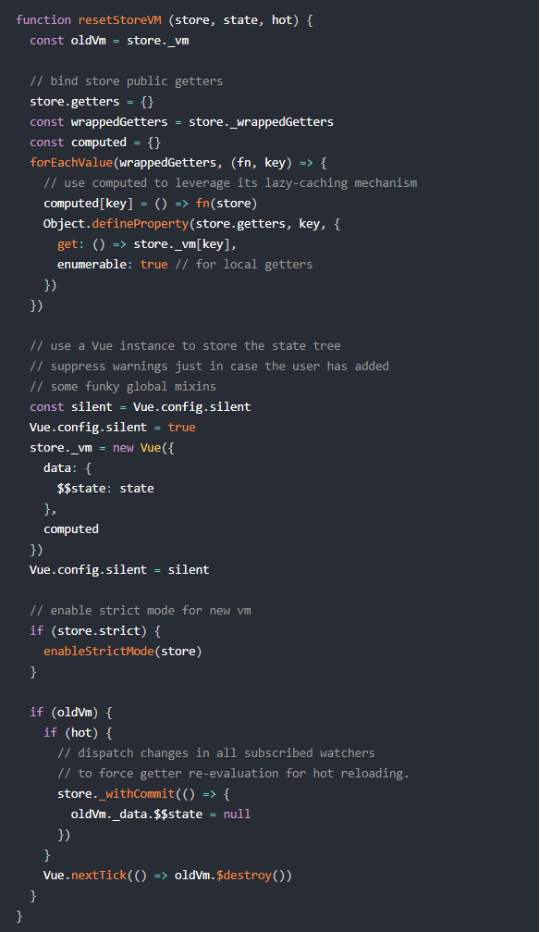 function resetStoreVM (store, state, hot) {
  const oldVm = store._vm

  // bind store public getters
  store.getters = {}
  const wrappedGetters = store._wrappedGetters
  const computed = {}
  forEachValue(wrappedGetters, (fn, key) => {
    // use computed to leverage its lazy-caching mechanism
    computed[key] = () => fn(store)
    Object.defineProperty(store.getters, key, {
      get: () => store._vm[key],
      enumerable: true // for local getters
    })
  })

  // use a Vue instance to store the state tree
  // suppress warnings just in case the user has added
  // some funky global mixins
  const silent = Vue.config.silent
  Vue.config.silent = true
  store._vm = new Vue({
    data: {
      $$state: state
    },
    computed
  })
  Vue.config.silent = silent

  // enable strict mode for new vm
  if (store.strict) {
    enableStrictMode(store)
  }

  if (oldVm) {
    if (hot) {
      // dispatch changes in all subscribed watchers
      // to force getter re-evaluation for hot reloading.
      store._withCommit(() => {
        oldVm._data.$$state = null
      })
    }
    Vue.nextTick(() => oldVm.$destroy())
  }
}